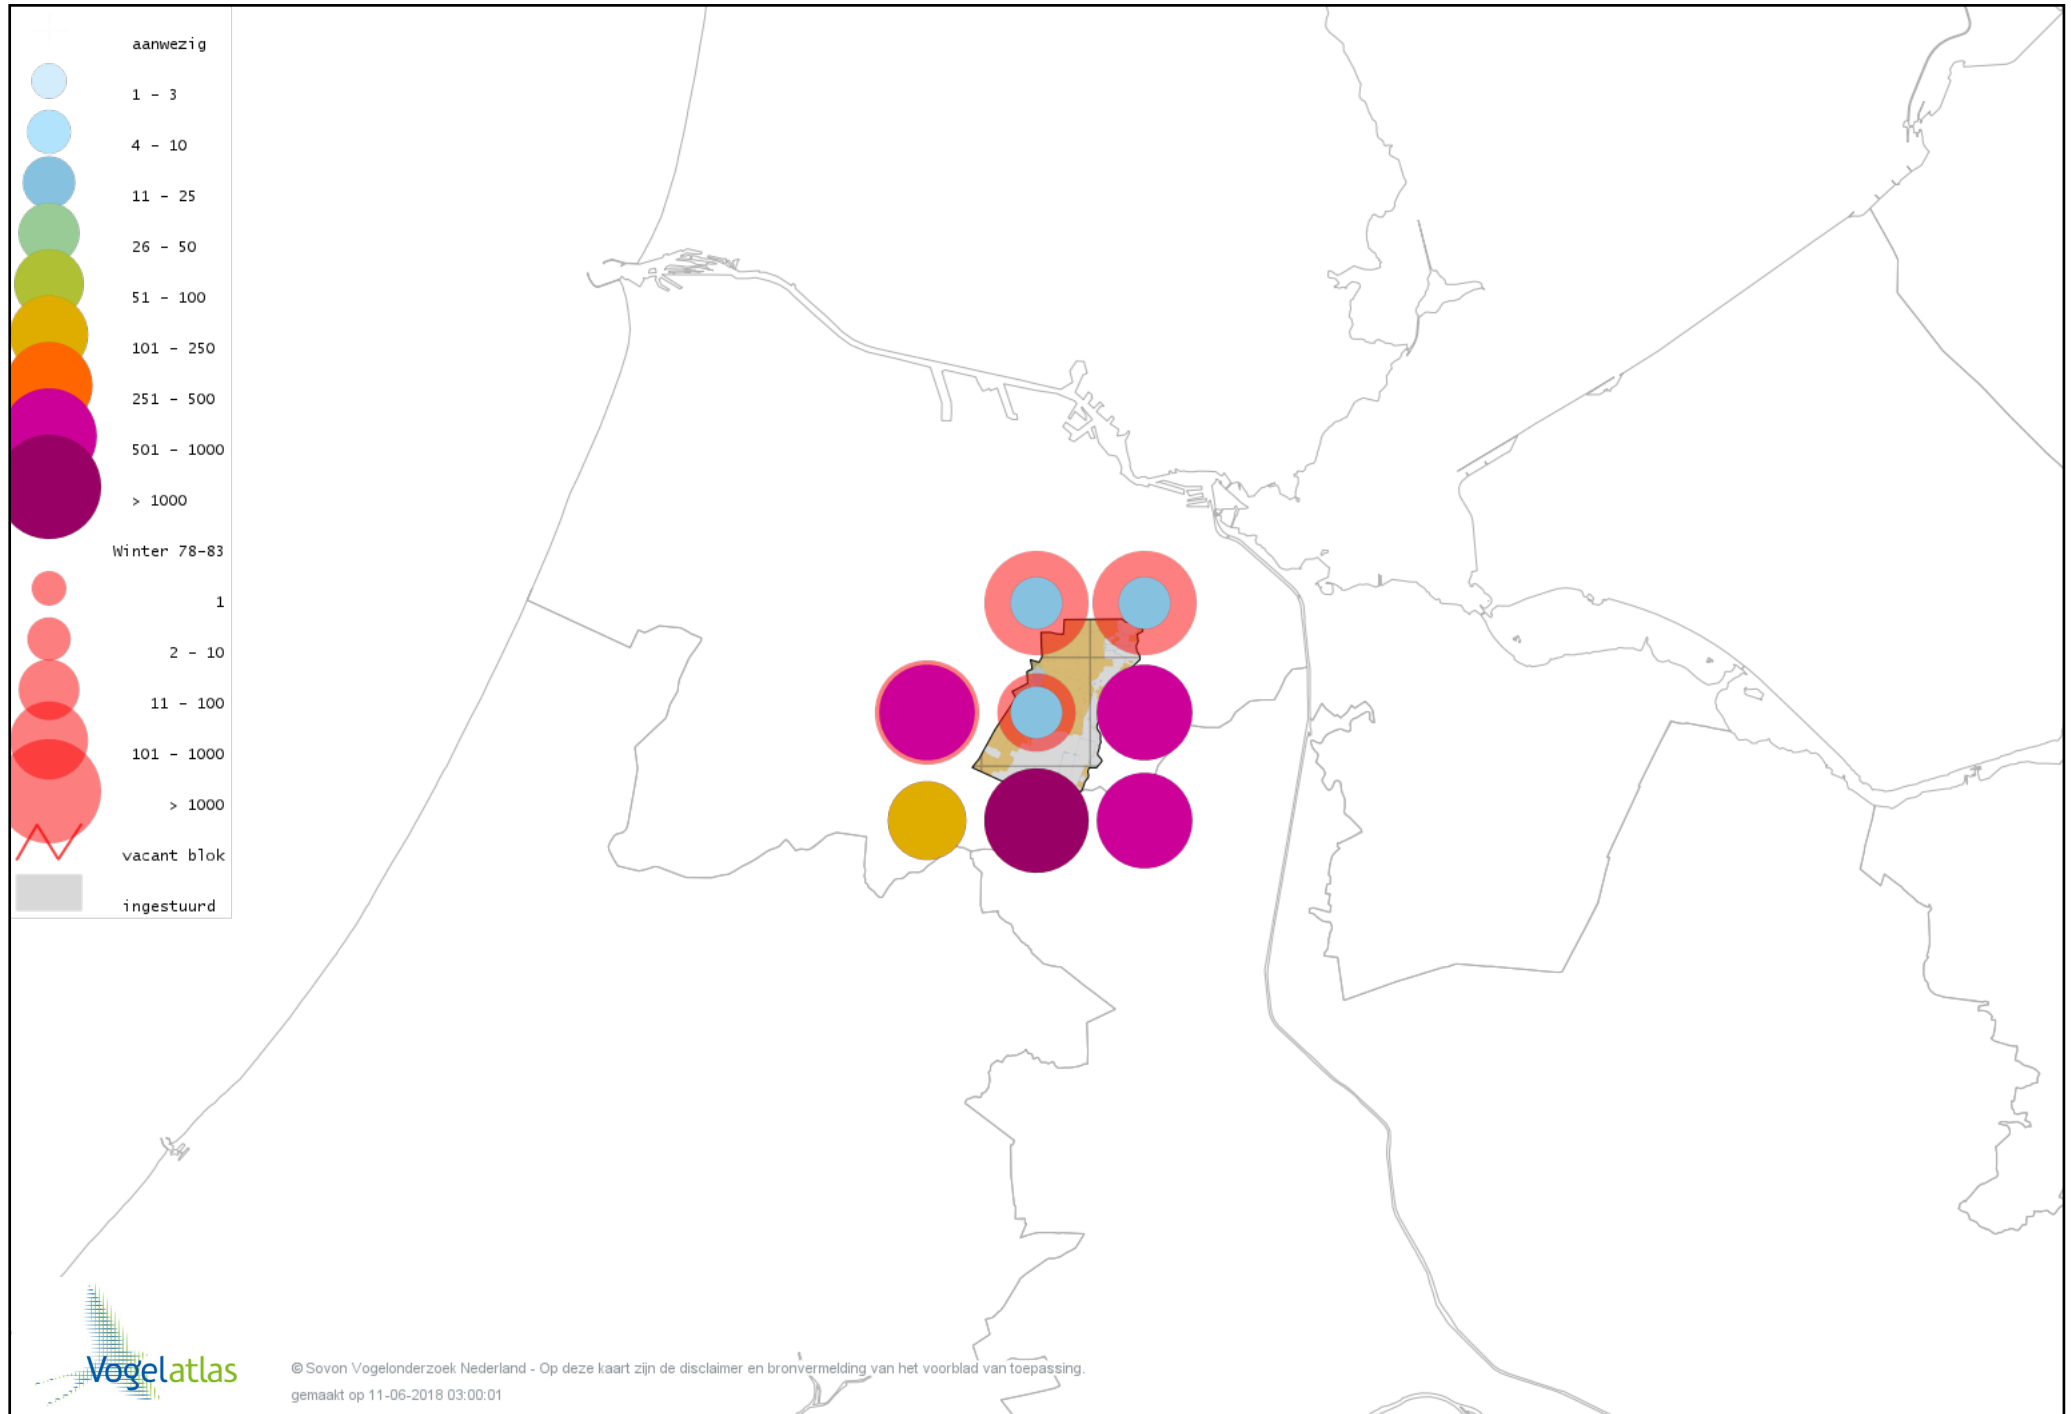 aanwezig
1 - 3
4 - 10
11 - 25
26 - 50
51 - 100
101 - 250
251 - 500
501 - 1000
> 1000
Winter 78-83
1
2 - 10
11 - 100
101 - 1000
> 1000
vacant blok
ingestuurd
Vogelatlas
© Sovon Vogelonderzoek Nederland - Op deze kaart zijn de disclaimer en bronvermelding van het voorblad van toepassing.
gemaakt op 11-06-2018 03:00:01